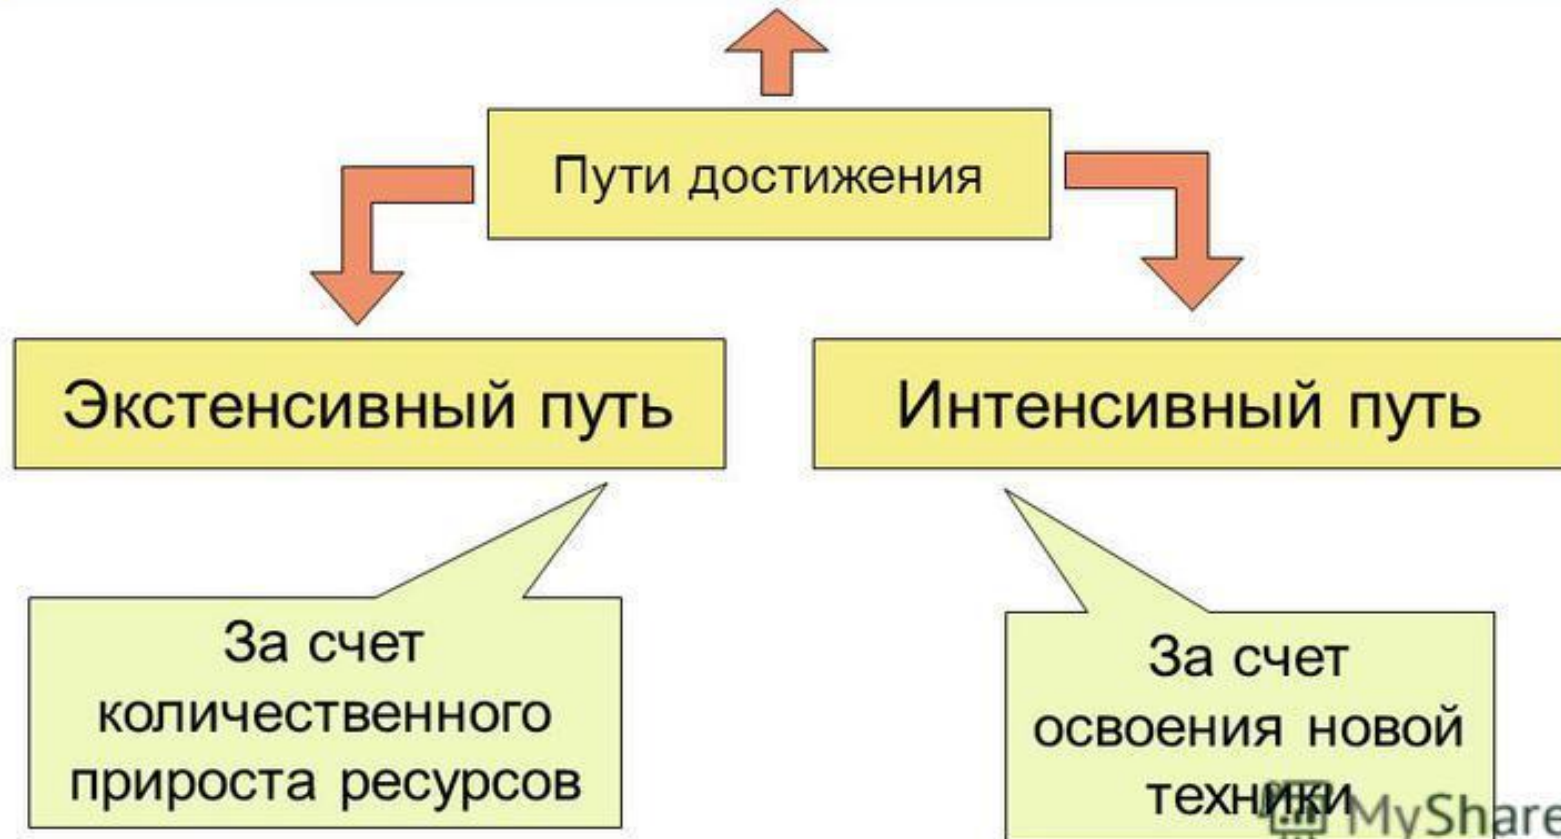 Пути достижения
Экстенсивный путь
Интенсивный путь
За счет
количественного
прироста ресурсов
За счет
освоения новой
техники
MyShare